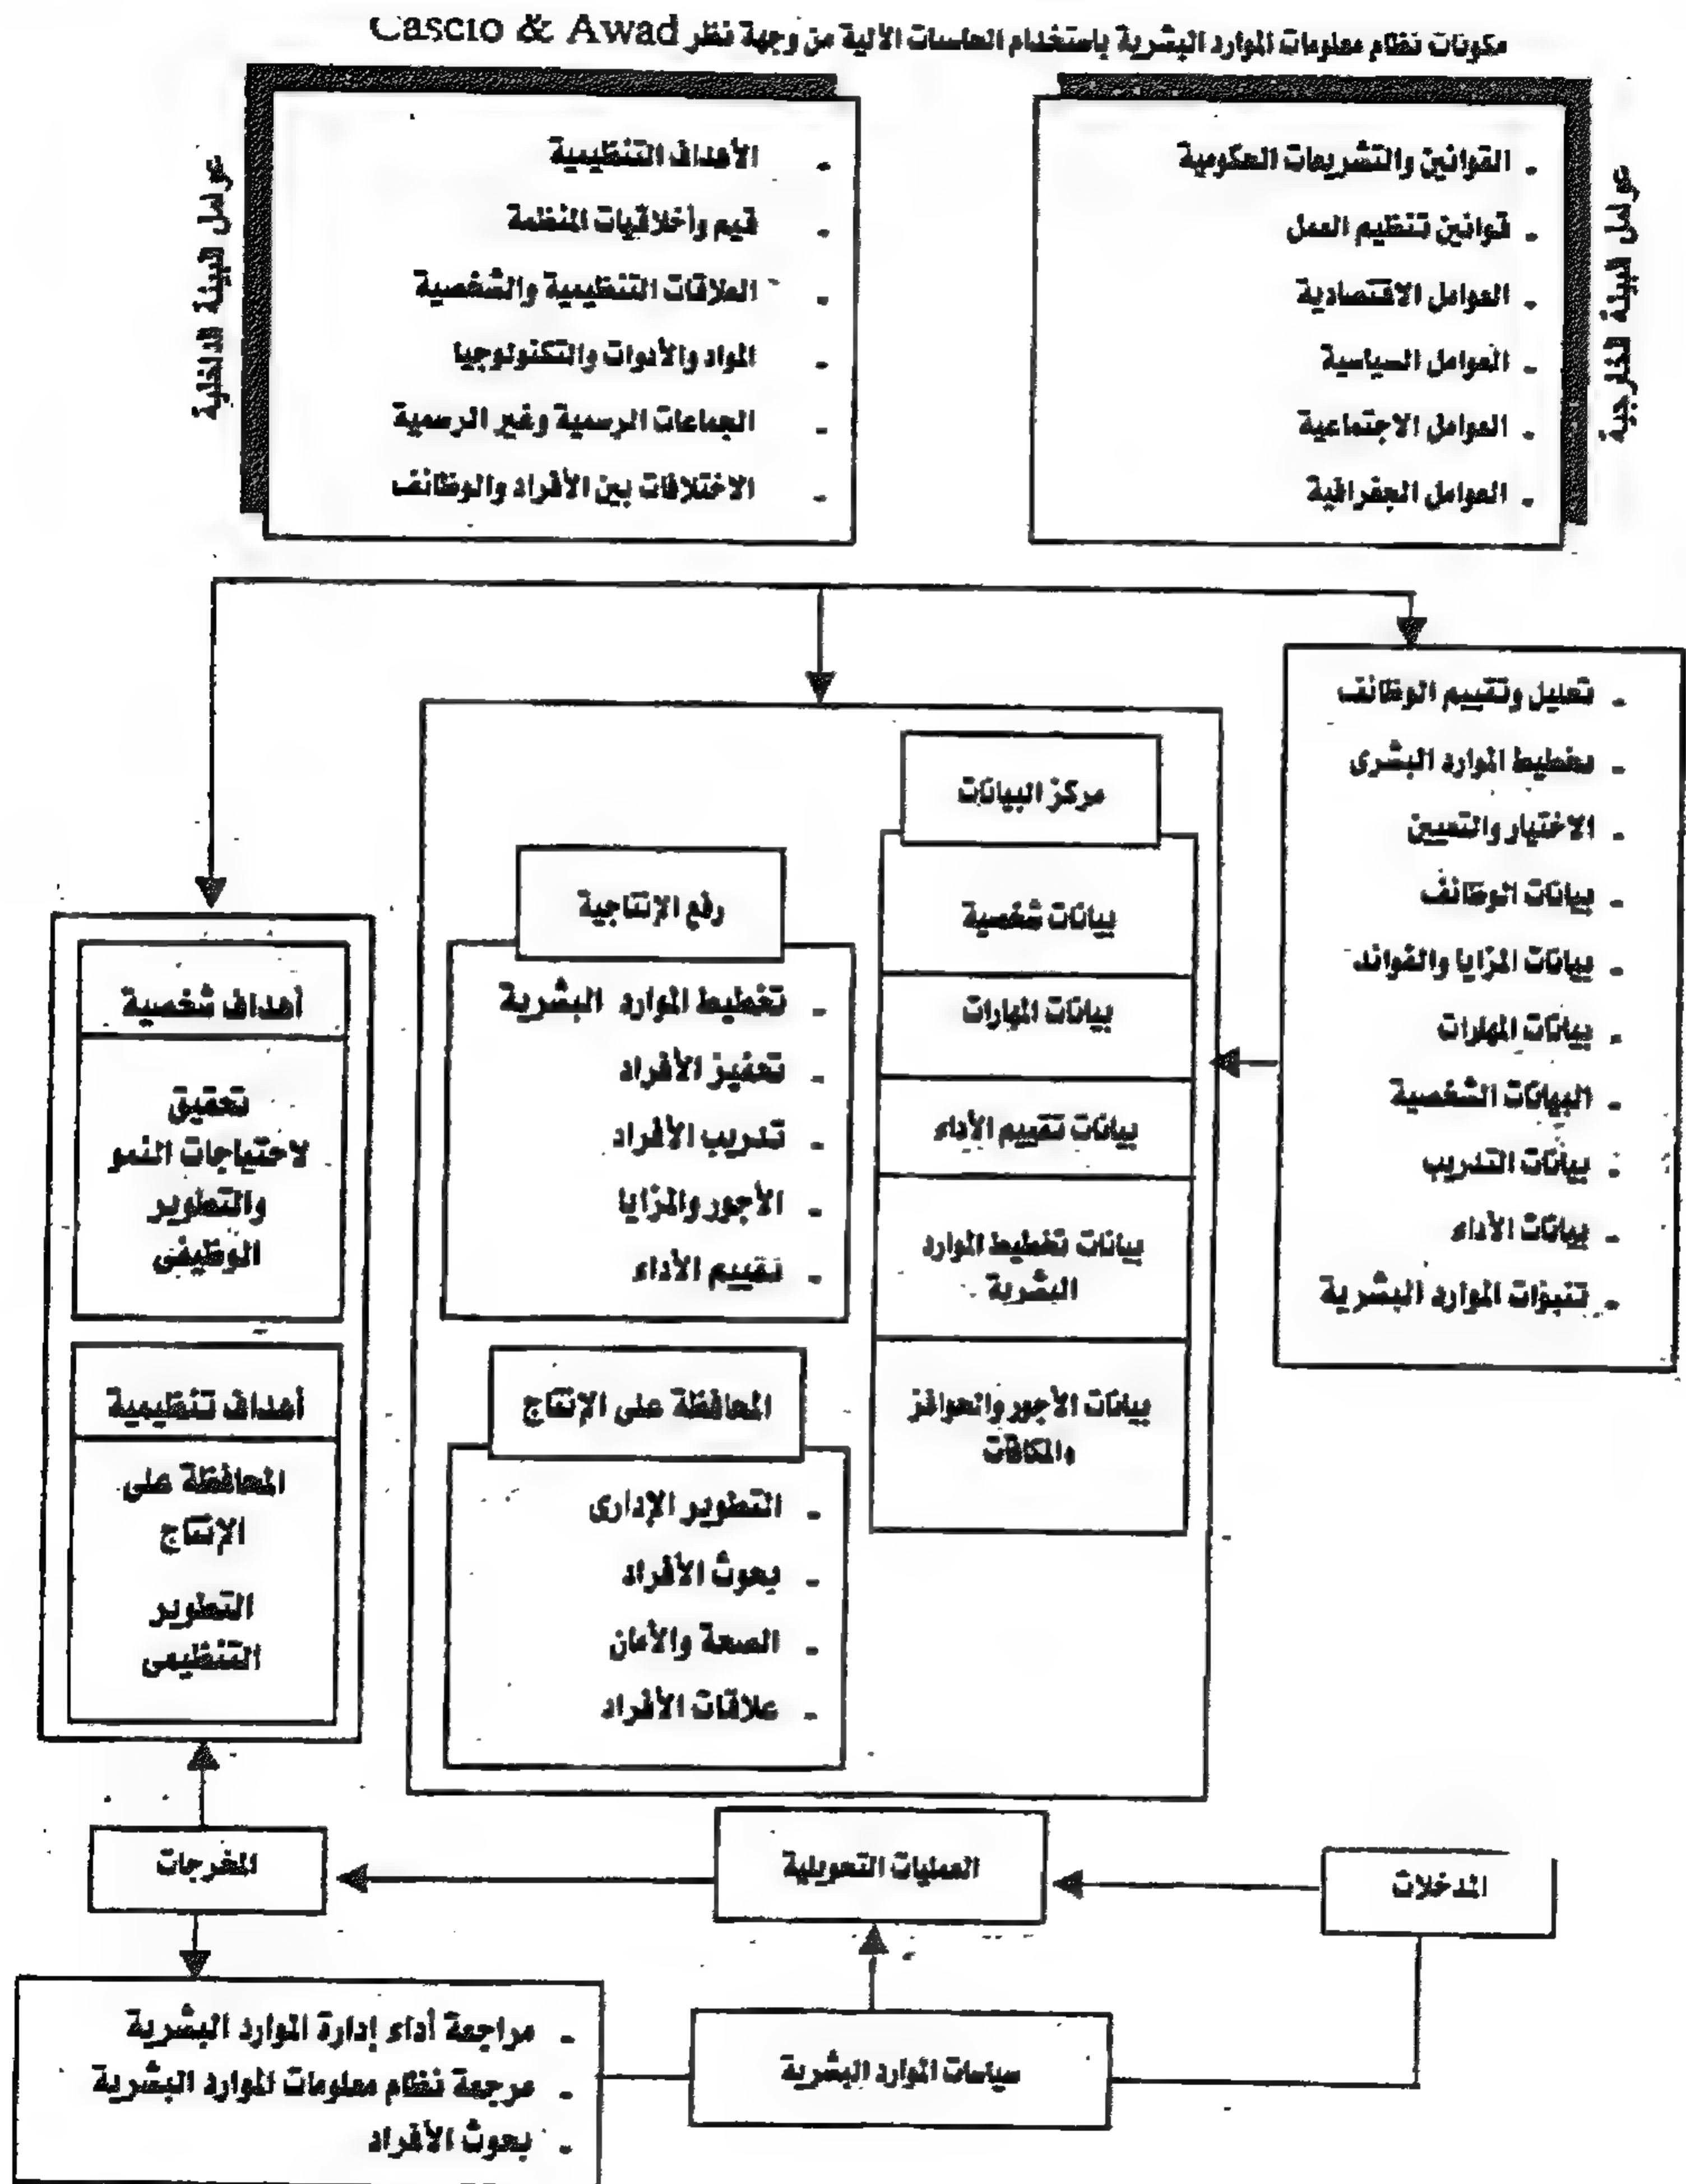 مكونات نظام معلومات الموارد البشرية باستخدام الحاسبات الآلية من وجهة نظر Cascio & Awad
عوامل البيئة الخارجية
- القوانين والتشريعات الحكومية
- قوانين تنظيم العمل
- العوامل الاقتصادية
- العوامل السياسية
- العوامل الاجتماعية
- العوامل الجغرافية
عوامل البيئة الداخلية
- الأهداف التنظيمية
- قيم وأخلاقيات المنظمة
- العلاقات التنظيمية والشخصية
- المواد والأدوات والتكنولوجيا
- الجماعات الرسمية وغير الرسمية
- الاختلافات بين الأفراد والوظائف
- تحليل وتقييم الوظائف
- تخطيط الموارد البشرى
- الاختيار والتعيين
- بيانات الوظائف
- بيانات المزايا والفوائد
- بيانات المهارات
- البيانات الشخصية
- بيانات التدريب
- بيانات الأداء
- تنبوات الموارد البشرية
مركز البيانات
بيانات شخصية
بيانات المهارات
بيانات تقييم الأداء
بيانات تخطيط الموارد
البشرية
بيانات الأجور والحوافز
والمكافآت
رفع الإنتاجية
- تخطيط الموارد البشرية
- تحفيز الأفراد
- تدريب الأفراد
- الأجور والمزايا
- تقييم الأداء
المحافظة على الإنتاج
- التطوير الإدارى
- بحوث الأفراد
- الصحة والأمان
- علاقات الأفراد
أهداف شخصية
تحقيق
لاحتياجات النمو
والتطوير
الوظيفى
أهداف تنظيمية
المحافظة على
الإنتاج
التطوير
التنظيمى
المدخلات
العمليات التحويلية
المخرجات
سياسات الموارد البشرية
- مراجعة أداء إدارة الموارد البشرية
- مرجعة نظام معلومات الموارد البشرية
- بحوث الأفراد